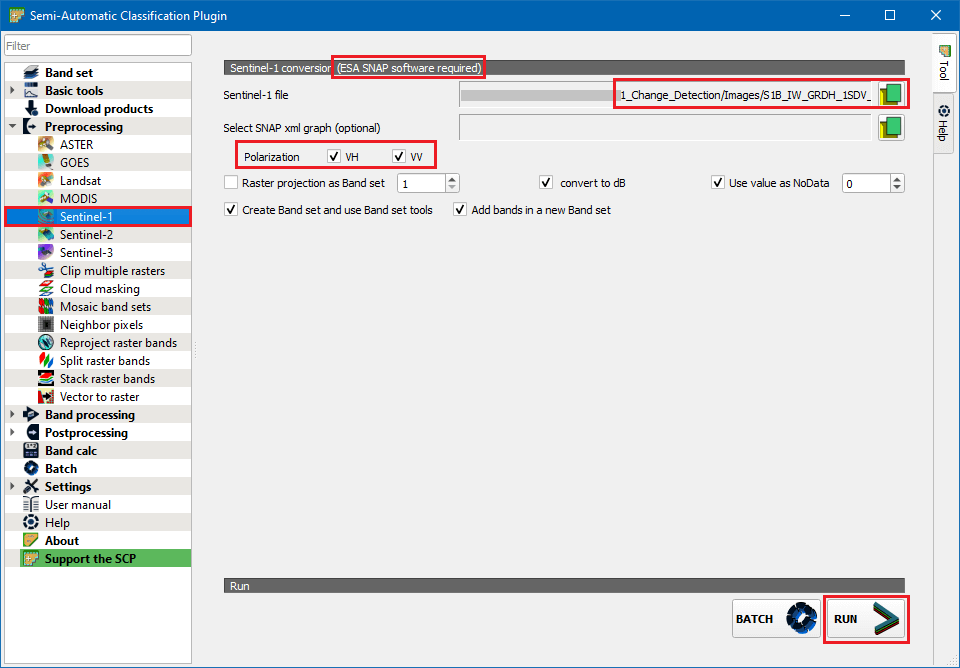 Semi-Automatic Classification Plugin
Filter
Band set
Basic tools
Download products
Preprocessing
ASTER
GOES
Landsat
MODIS
Sentinel-1
Sentinel-2
Sentinel-3
Clip multiple rasters
Cloud masking
Mosaic band sets
Neighbor pixels
Reproject raster bands
Split raster bands
Stack raster bands
Vector to raster
Band processing
Postprocessing
Band calc
Batch
Settings
User manual
Help
About
Support the SCP
Sentinel-1 conversion (ESA SNAP software required)
Sentinel-1 file 1_Change_Detection/Images/S1B_IW_GRDH_1SDV_
Select SNAP xml graph (optional)
Polarization VH VV
Raster projection as Band set 1 convert to dB Use value as NoData 0
Create Band set and use Band set tools Add bands in a new Band set
Run
BATCH RUN
Tool
Help